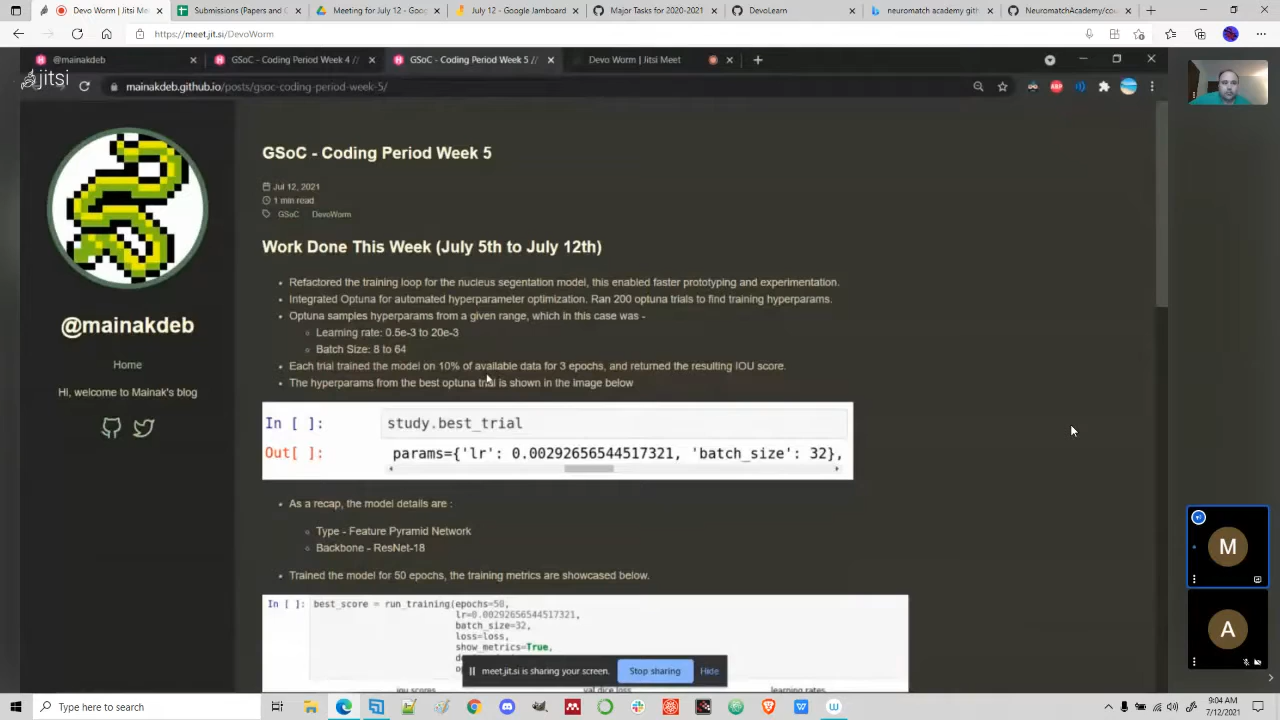 Devo Worm | Jitsi Me
Submissions (Papers and C
Meeting for July 12 - Goo
July 12 - Google Jamboard
Major Tasks for 2020-2021
DevoLearn
neuromatch academy git
NeuromatchAcademy/cou
https://meet.jit.si/DevoWorm
@mainakdeb
GSoC - Coding Period Week 4 //
GSoC - Coding Period Week 5 //
Devo Worm | Jitsi Meet
jitsi
mainakdeb.github.io/posts/gsoc-coding-period-week-5/
GSoC - Coding Period Week 5
Jul 12, 2021
1 min read
GSoC DevoWorm
Work Done This Week (July 5th to July 12th)
Refactored the training loop for the nucleus segentation model, this enabled faster prototyping and experimentation.
Integrated Optuna for automated hyperparameter optimization. Ran 200 optuna trials to find training hyperparams.
Optuna samples hyperparams from a given range, which in this case was -
Learning rate: 0.5e-3 to 20e-3
Batch Size: 8 to 64
Each trial trained the model on 10% of available data for 3 epochs, and returned the resulting IOU score.
The hyperparams from the best optuna trial is shown in the image below
@mainakdeb
Home
Hi, welcome to Mainak's blog
In [ ]: study.best_trial
Out[ ]: params={'lr': 0.00292656544517321, 'batch_size': 32},
As a recap, the model details are :
Type - Feature Pyramid Network
Backbone - ResNet-18
Trained the model for 50 epochs, the training metrics are showcased below.
In [ ]: best_score = run_training(epochs=50,
lr=0.00292656544517321,
batch_size=32,
loss=loss,
show_metrics=True,
meet.jit.si is sharing your screen. Stop sharing Hide
iou scores val dice loss learning rates
M
A
Type here to search
9:04 AM
7/12/2021